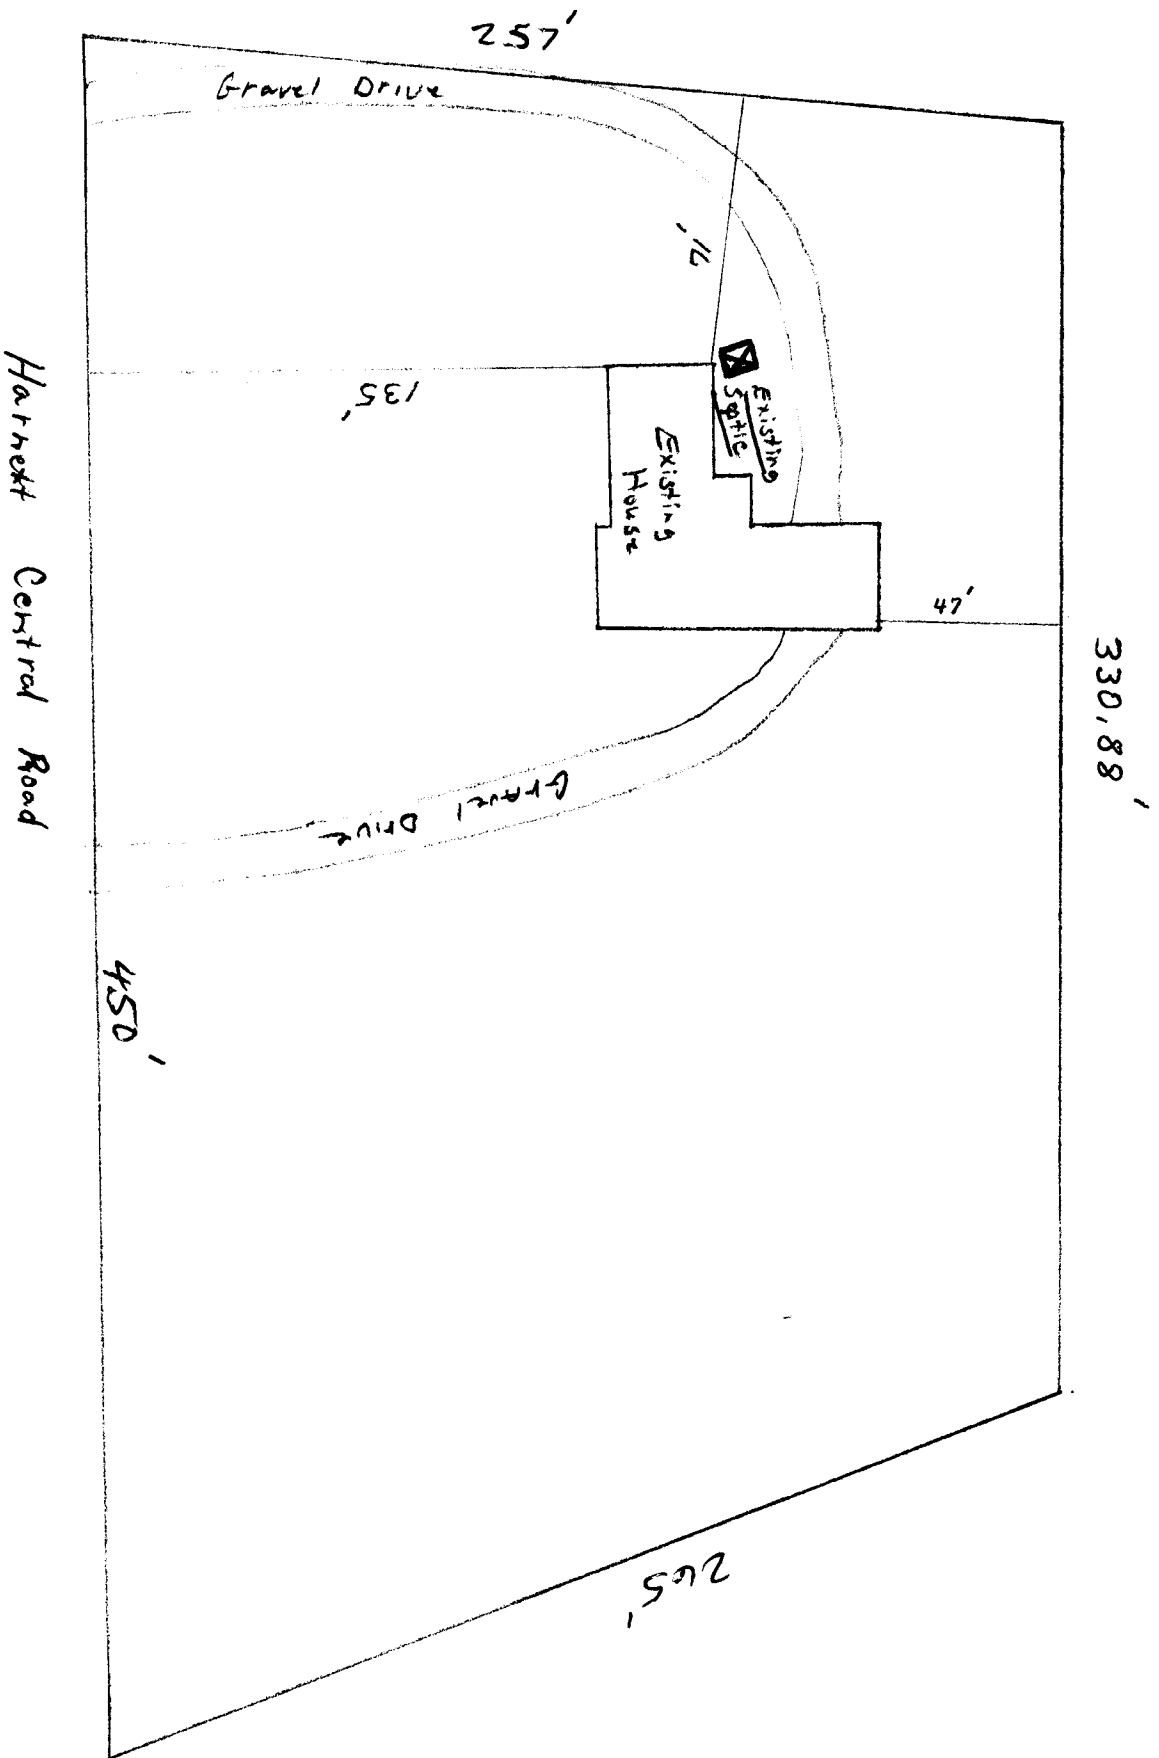 257'
Gravel Drive
71'
Existing
Septic
135'
Existing
House
47'
330.88'
Harnett Central Road
Gravel Drive
450'
265'